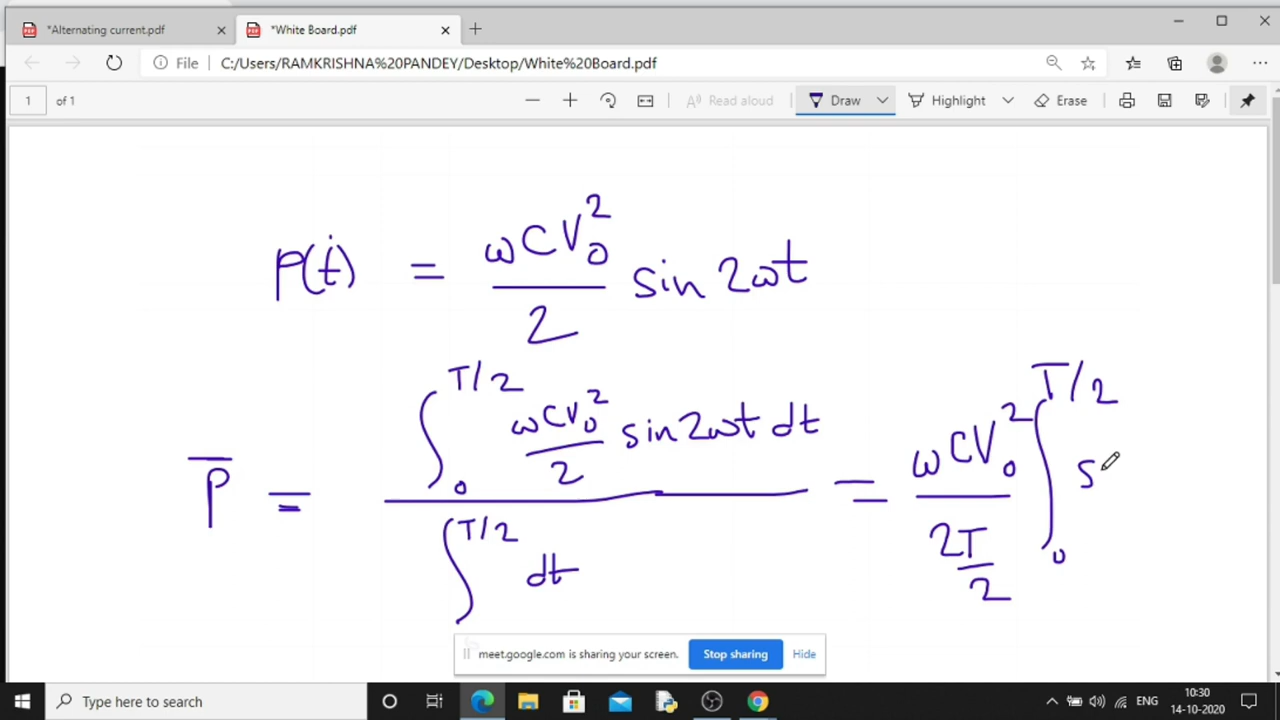 *Alternating current.pdf
*White Board.pdf
File C:/Users/RAMKRISHNA%20PANDEY/Desktop/White%20Board.pdf
1 of 1 Read aloud Draw Highlight Erase
P(t) = ωCV₀²/2 sin 2ωt
P̅ = ∫₀^T/2 ωCV₀²/2 sin2ωt dt / ∫^T/2 dt = ωCV₀²/2T/2 ∫₀^T/2 s
meet.google.com is sharing your screen. Stop sharing Hide
Type here to search
ENG
10:30
14-10-2020